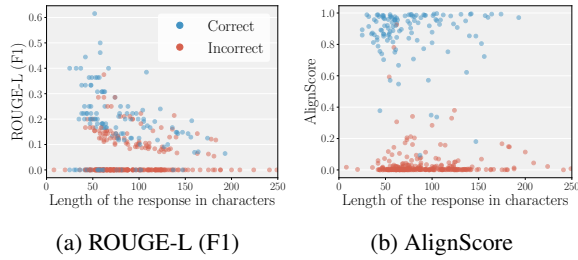 ROUGE-L (F1)
0.6
0.5
0.4
0.3
0.2
0.1
0.0
Correct
Incorrect
0 50 100 150 200 250
Length of the response in characters
(a) ROUGE-L (F1)
AlignScore
1.0
0.8
0.6
0.4
0.2
0.0
0 50 100 150 200 250
Length of the response in characters
(b) AlignScore